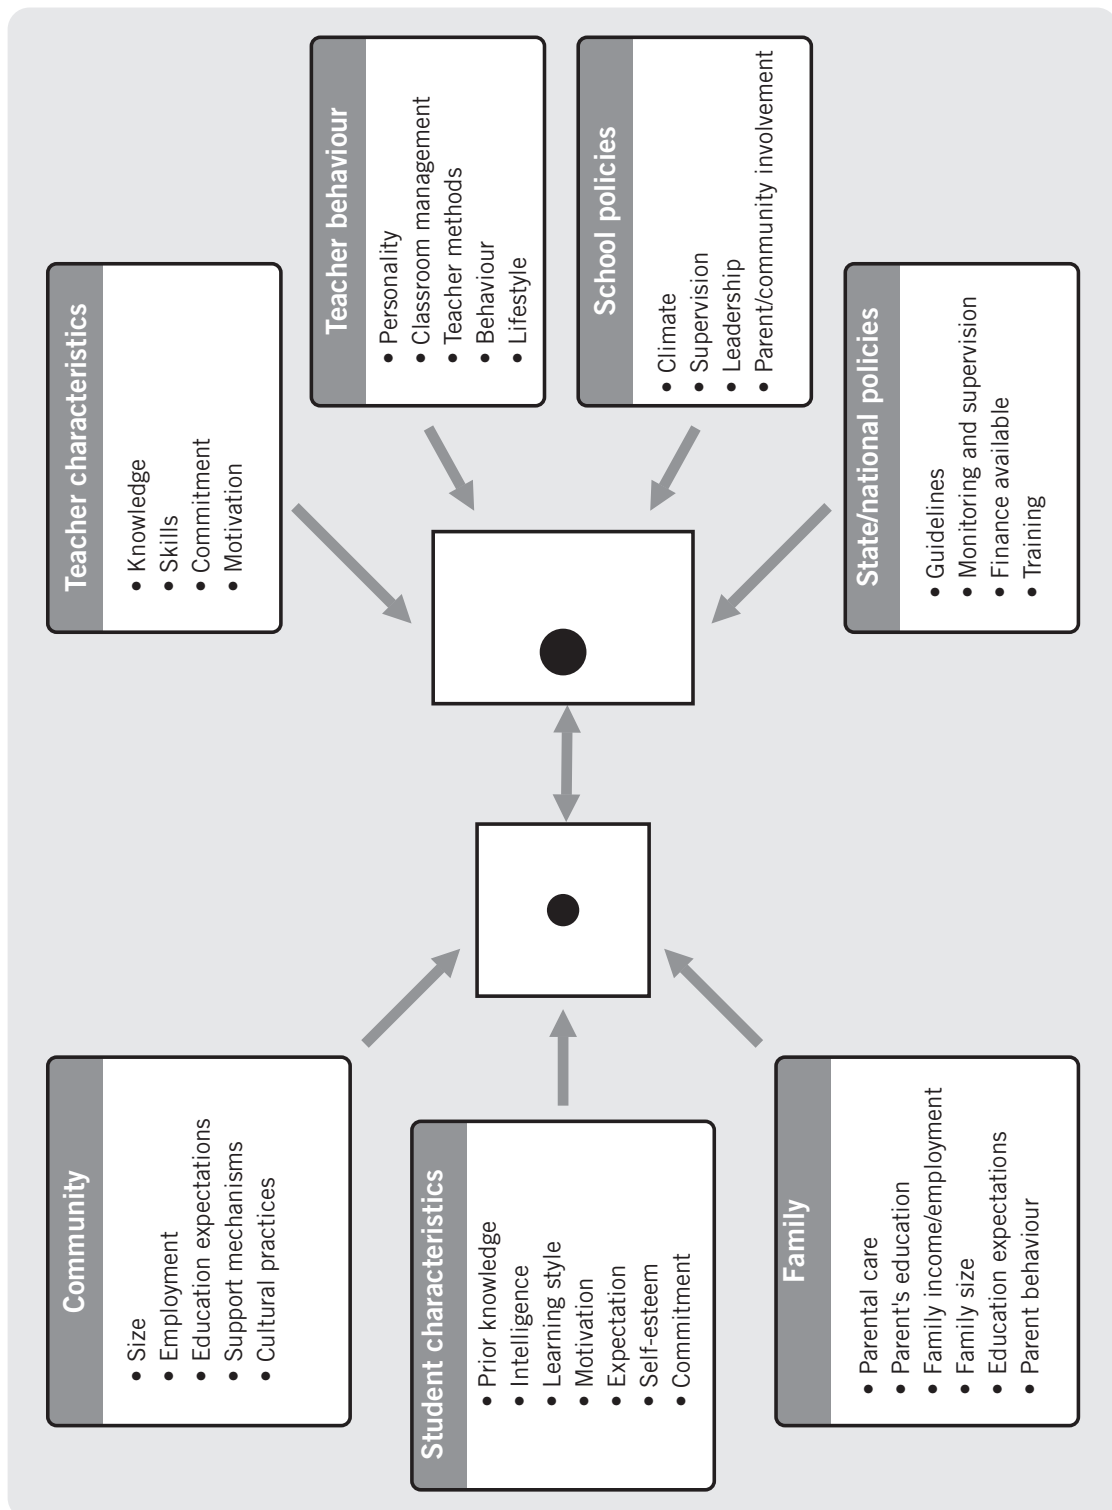 Community
• Size
• Employment
• Education expectations
• Support mechanisms
• Cultural practices
Student characteristics
• Prior knowledge
• Intelligence
• Learning style
• Motivation
• Expectation
• Self-esteem
• Commitment
Family
• Parental care
• Parent's education
• Family income/employment
• Family size
• Education expectations
• Parent behaviour
Teacher characteristics
• Knowledge
• Skills
• Commitment
• Motivation
Teacher behaviour
• Personality
• Classroom management
• Teacher methods
• Behaviour
• Lifestyle
School policies
• Climate
• Supervision
• Leadership
• Parent/community involvement
State/national policies
• Guidelines
• Monitoring and supervision
• Finance available
• Training